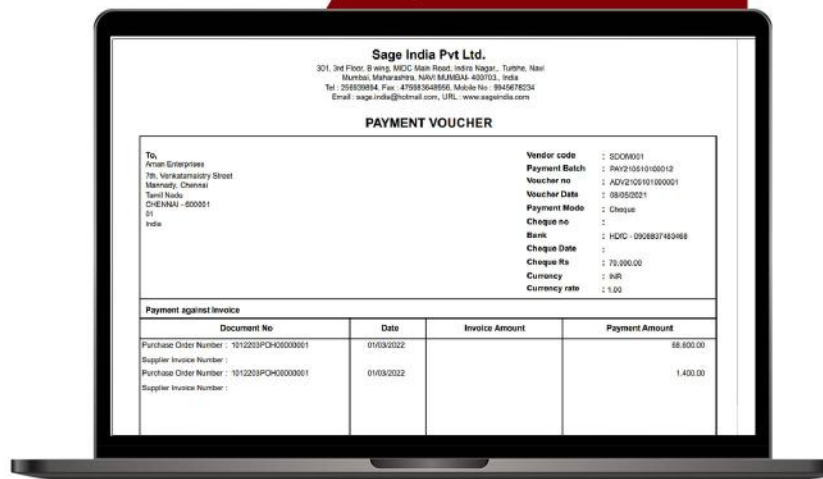 Sage India Pvt Ltd.
301, 3rd Floor, B wing, MIDC Main Road, Indira Nagar,, Turbhe, Navi
Mumbai, Maharashtra, NAVI MUMBAI- 400703., India
Tel : 256939894, Fax : 475983648956, Mobile No : 9945678234
Email : sage.india@hotmail.com, URL : www.sageindia.com
PAYMENT VOUCHER
To,
Aman Enterprises
7th, Venkatamaistry Street
Mannady, Chennai
Tamil Nadu
CHENNAI - 600001
01
India
Vendor code : SDOM001
Payment Batch : PAY210510100012
Voucher no : ADV2105101000001
Voucher Date : 08/05/2021
Payment Mode : Cheque
Cheque no :
Bank : HDFC - 0908837483468
Cheque Date :
Cheque Rs : 70,000.00
Currency : INR
Currency rate : 1.00
Payment against Invoice
Document No Date Invoice Amount Payment Amount
Purchase Order Number : 1012203POH00000001 01/03/2022 68,600.00
Supplier Invoice Number :
Purchase Order Number : 1012203POH00000001 01/03/2022 1,400.00
Supplier Invoice Number :